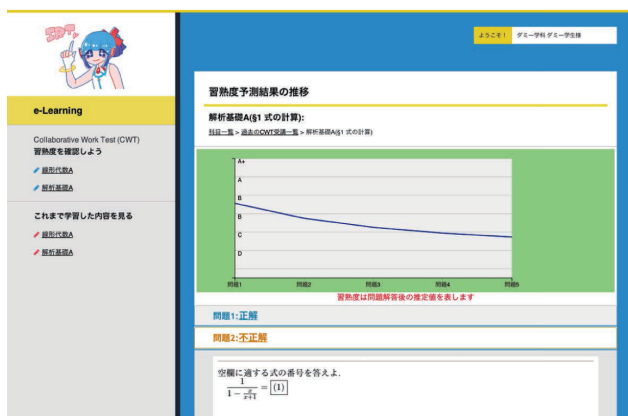 ようこそ! ダミー学科 ダミー学生様
e-Learning
Collaborative Work Test (CWT)
習熟度を確認しよう
線形代数A
解析基礎A
これまで学習した内容を見る
線形代数A
解析基礎A
習熟度予測結果の推移
解析基礎A(§1 式の計算):
科目一覧 > 過去のCWT受講一覧 > 解析基礎A(§1 式の計算)
A+
A
B
B
C
D
問題1 問題2 問題3 問題4 問題5
習熟度は問題解答後の推定値を表します
問題1:正解
問題2:不正解
空欄に適する式の番号を答えよ.
1/(1 − x/(x+1)) = (1)